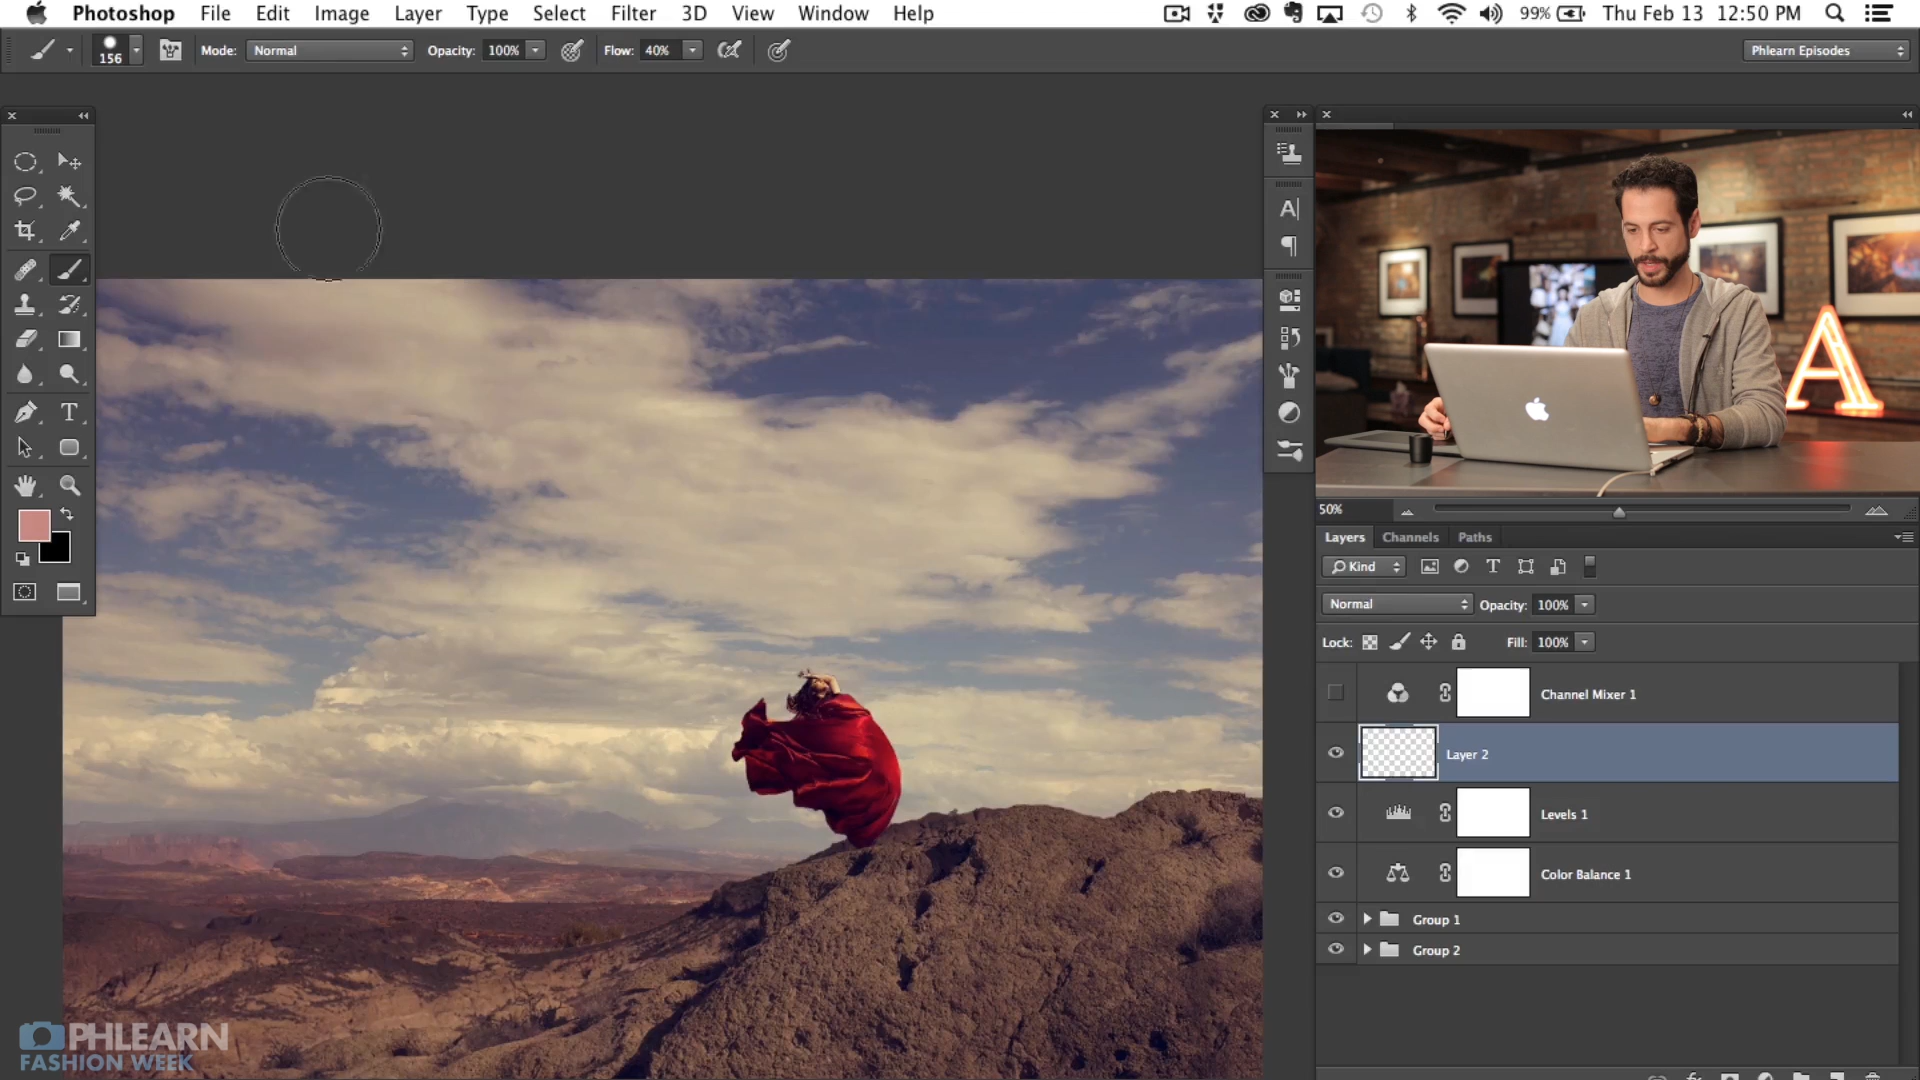 Photoshop File Edit Image Layer Type Select Filter 3D View Window Help 99% Thu Feb 13 12:50 PM
156 Mode: Normal Opacity: 100% Flow: 40% Phlearn Episodes
A
50%
Layers Channels Paths
Kind
Normal Opacity: 100%
Lock: Fill: 100%
Channel Mixer 1
Layer 2
Levels 1
Color Balance 1
Group 1
Group 2
PHLEARN
FASHION WEEK